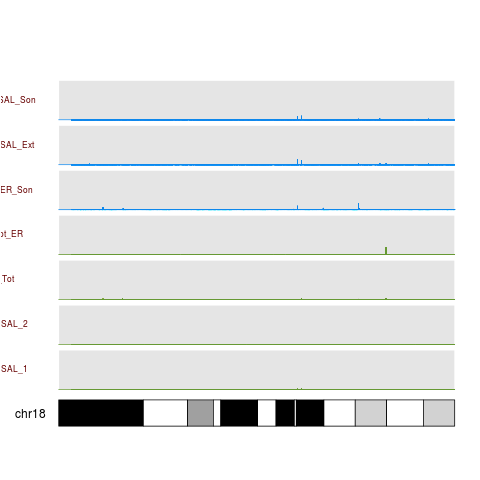 SAL_Son
SAL_Ext
ER_Son
ot_ER
Tot
SAL_2
SAL_1
chr18